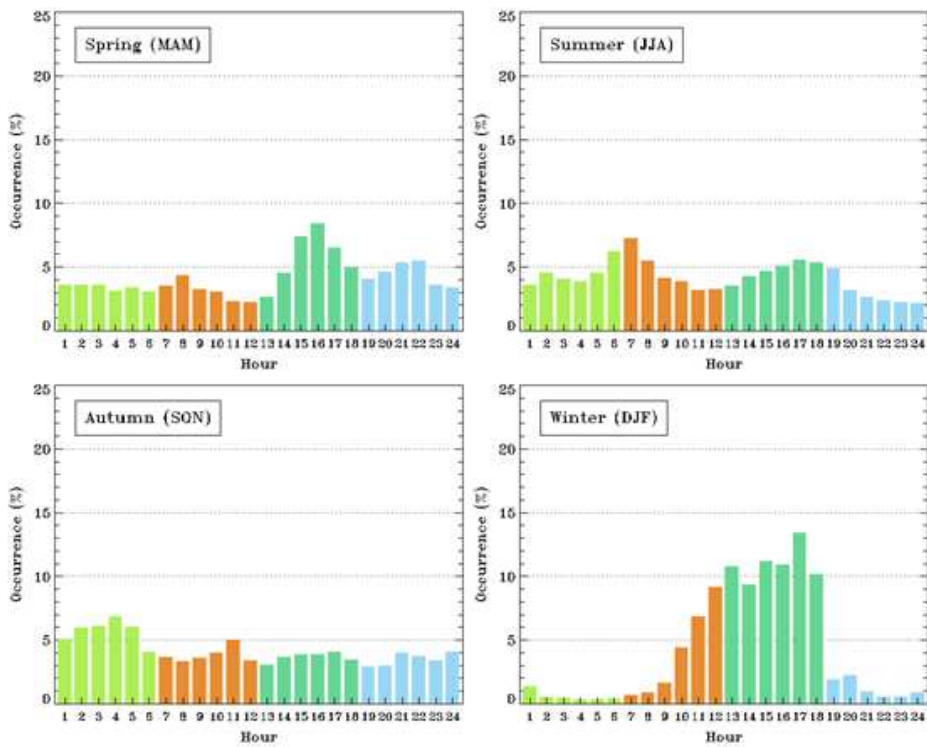 25
Spring (MAM)
20
15
10
5
0
Occurrence (%)
1 2 3 4 5 6 7 8 9 10 11 12 13 14 15 16 17 18 19 20 21 22 23 24
Hour
25
Summer (JJA)
20
15
10
5
0
Occurrence (%)
1 2 3 4 5 6 7 8 9 10 11 12 13 14 15 16 17 18 19 20 21 22 23 24
Hour
25
Autumn (SON)
20
15
10
5
0
Occurrence (%)
1 2 3 4 5 6 7 8 9 10 11 12 13 14 15 16 17 18 19 20 21 22 23 24
Hour
25
Winter (DJF)
20
15
10
5
0
Occurrence (%)
1 2 3 4 5 6 7 8 9 10 11 12 13 14 15 16 17 18 19 20 21 22 23 24
Hour